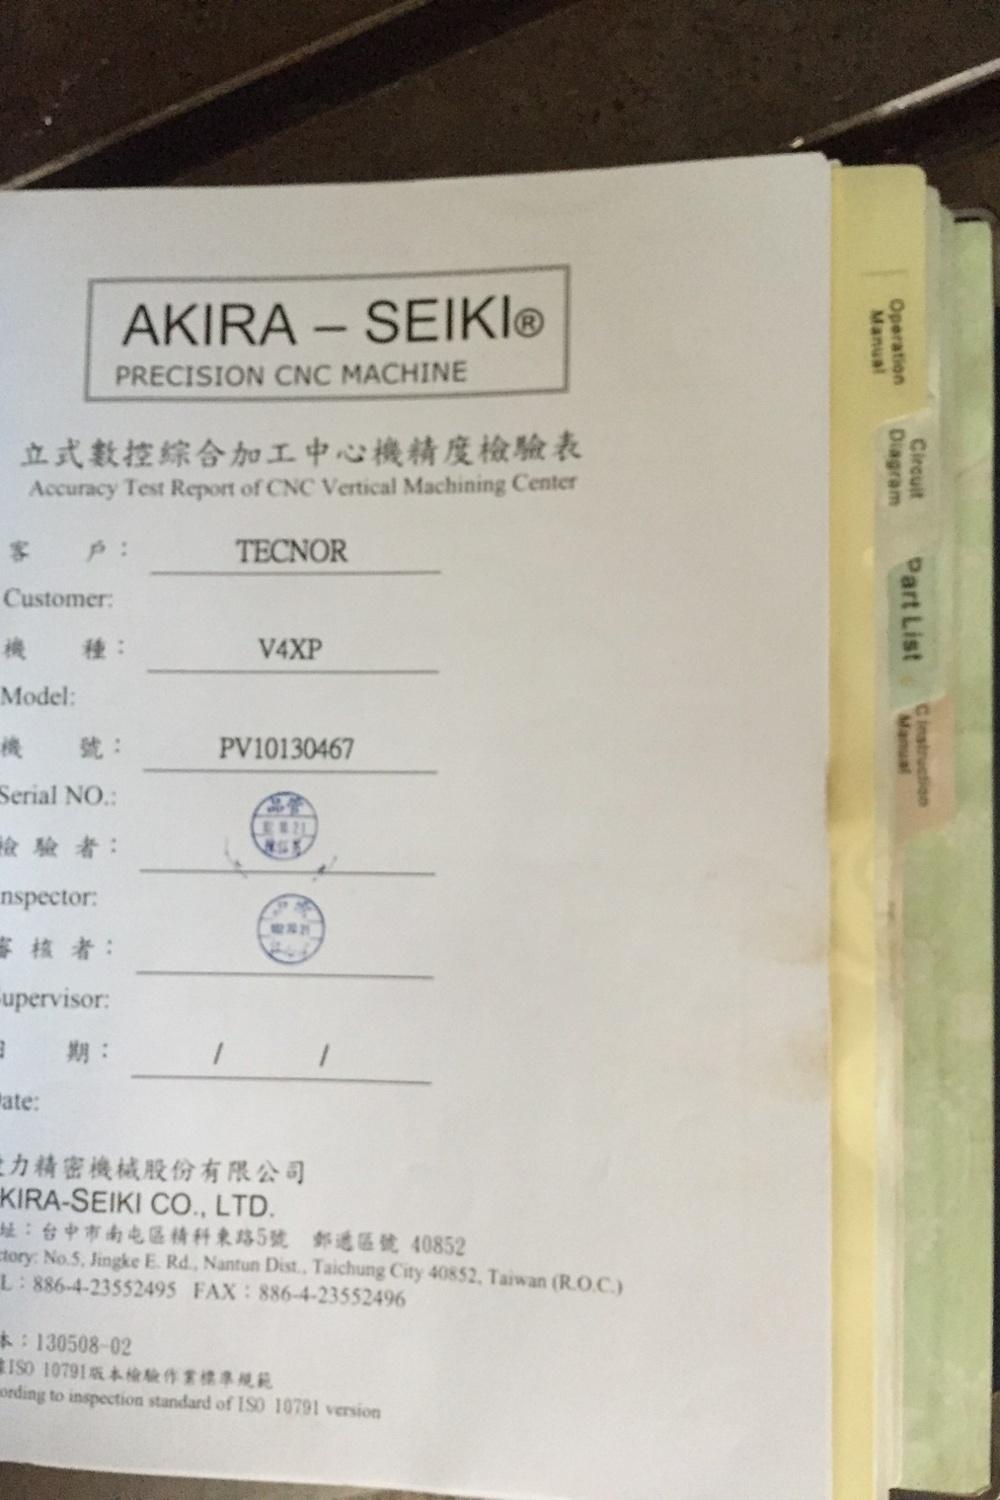 AKIRA – SEIKI®
PRECISION CNC MACHINE
立式數控綜合加工中心機精度檢驗表
Accuracy Test Report of CNC Vertical Machining Center
客 戶： TECNOR
Customer:
機 種： V4XP
Model:
機 號： PV10130467
Serial NO.:
品管
檢 驗 者：
nspector:
審 核 者：
upervisor:
期： / /
ate:
力精密機械股份有限公司
KIRA-SEIKI CO., LTD.
址：台中市南屯區精科東路5號 郵遞區號 40852
ctory: No.5, Jingke E. Rd., Nantun Dist., Taichung City 40852, Taiwan (R.O.C.)
L：886-4-23552495 FAX：886-4-23552496
本：130508-02
ISO 10791版本檢驗作業標準規範
ording to inspection standard of ISO 10791 version
Operation
Manual
Circuit
Diagram
Part List
C Instruction
Manual